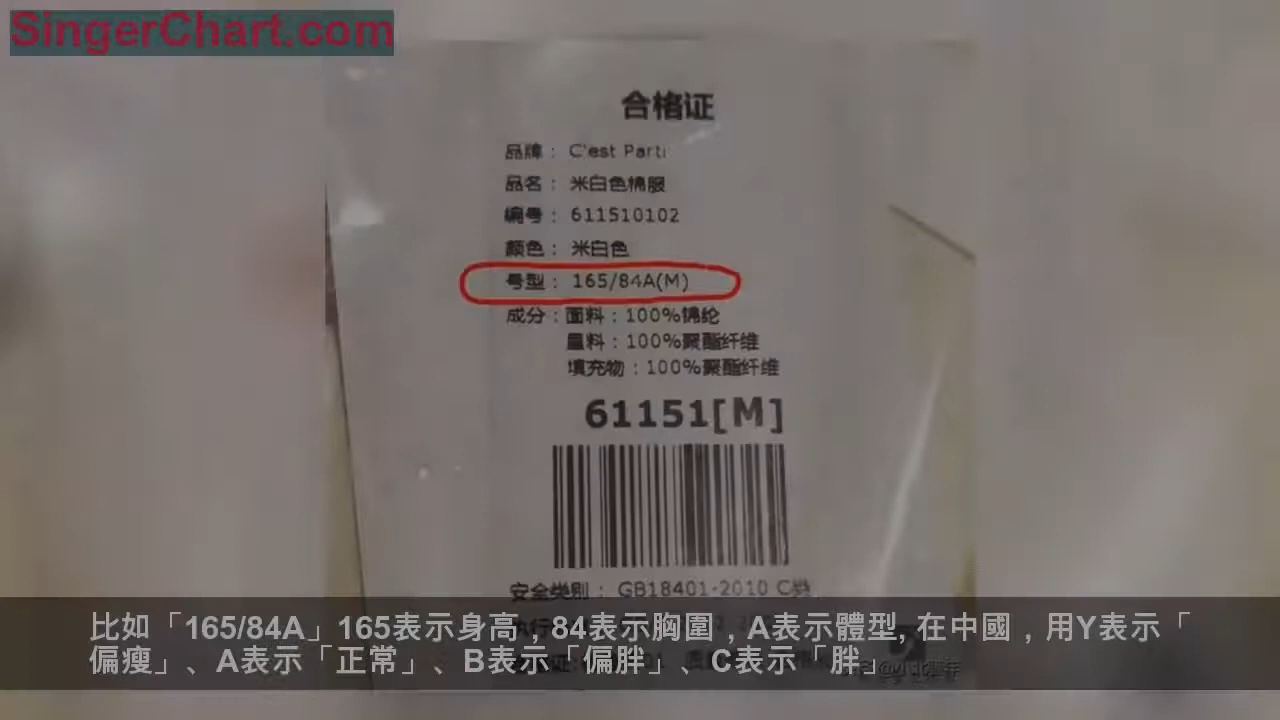 SingerChart.com
合格证
品牌： C'est Parti
品名： 米白色棉服
编号： 611510102
颜色： 米白色
号型： 165/84A(M)
成分：面料：100%锦纶
里料：100%聚酯纤维
填充物：100%聚酯纤维
61151[M]
安全类别： GB18401-2010 C类
比如「165/84A」165表示身高，84表示胸圍，A表示體型, 在中國，用Y表示「
偏瘦」、A表示「正常」、B表示「偏胖」、C表示「胖」